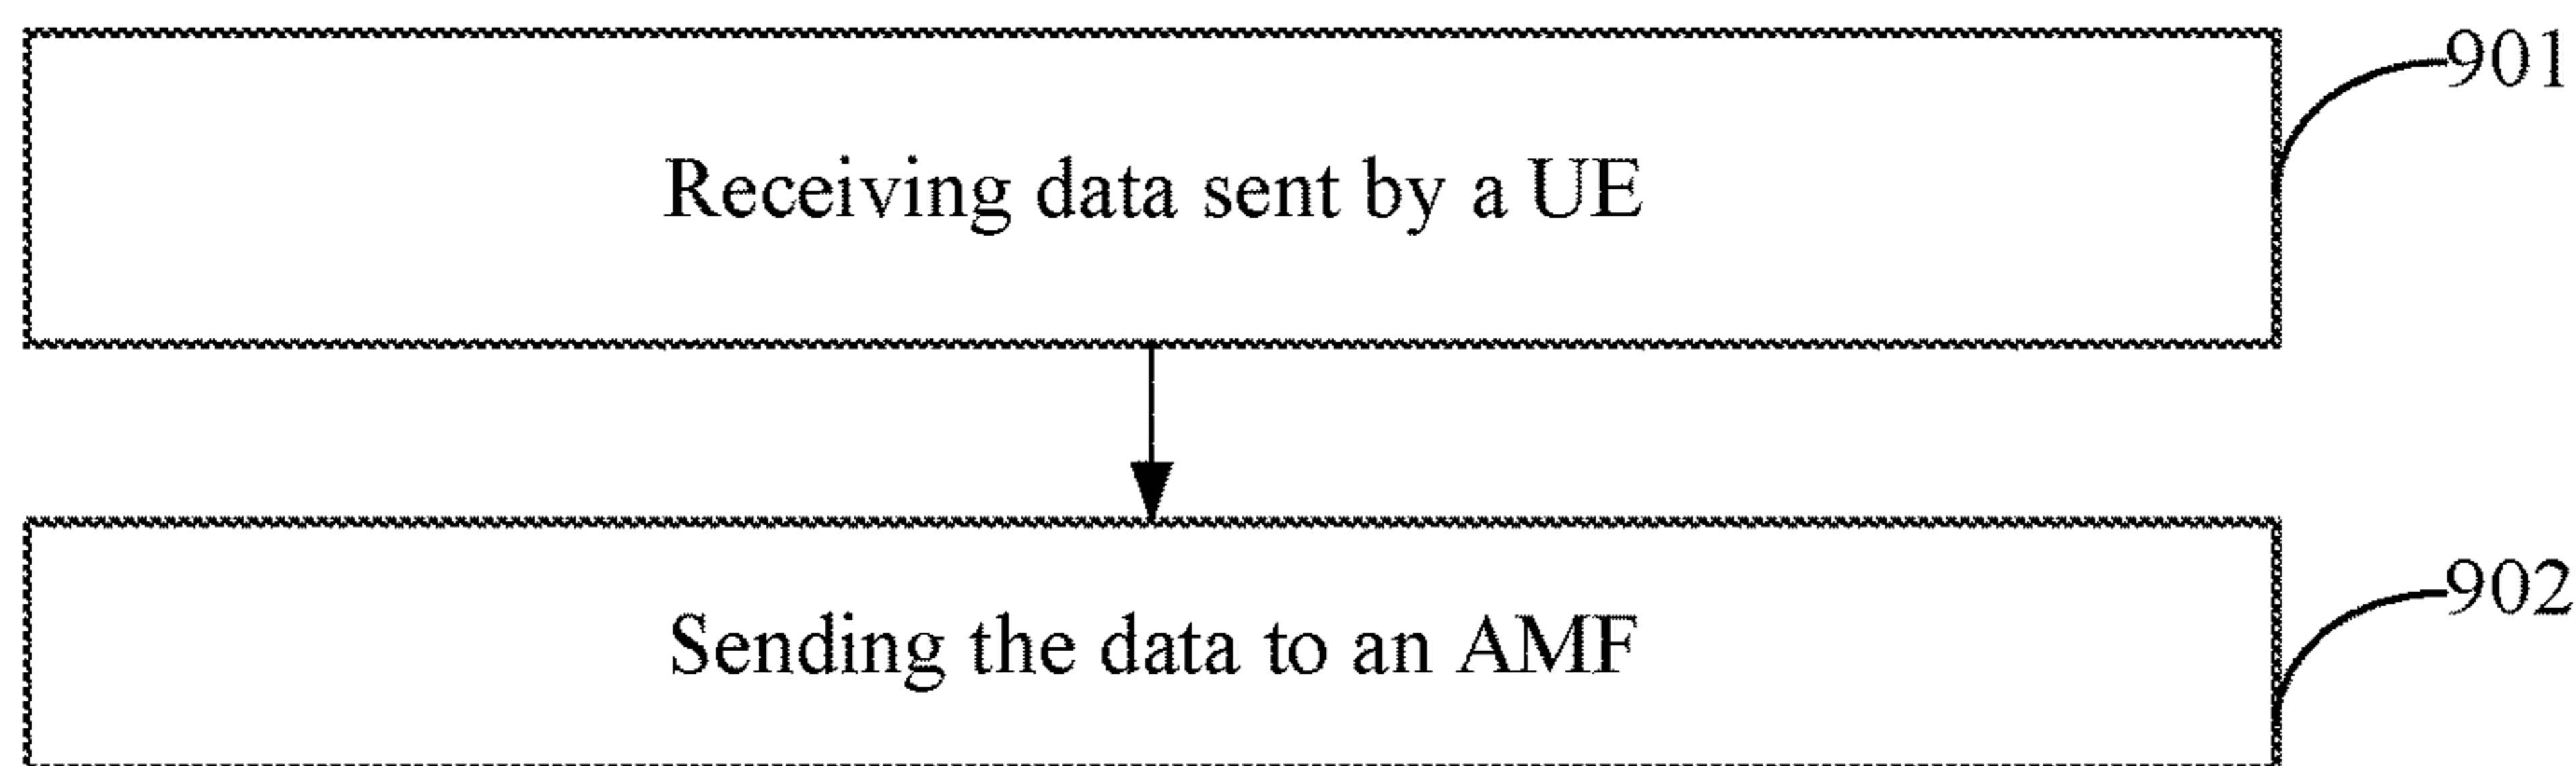 901
Receiving data sent by a UE
902
Sending the data to an AMF